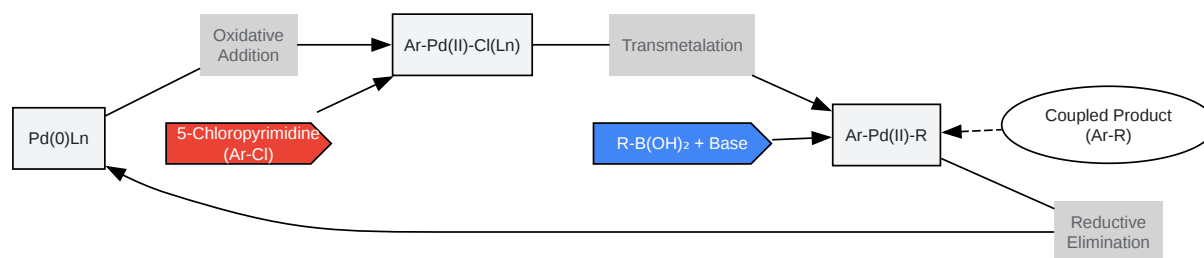 Oxidative
Addition
Ar-Pd(II)-Cl(Ln)
Transmetalation
Pd(0)Ln
5-Chloropyrimidine
(Ar-Cl)
R-B(OH)₂ + Base
Ar-Pd(II)-R
Coupled Product
(Ar-R)
Reductive
Elimination